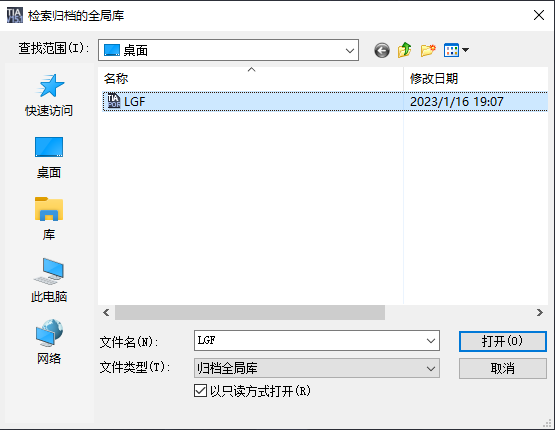 检索归档的全局库
查找范围(I):
桌面
名称
修改日期
LGF
2023/1/16 19:07
快速访问
桌面
库
此电脑
网络
文件名(N):
LGF
打开(O)
文件类型(T):
归档全局库
取消
以只读方式打开(R)